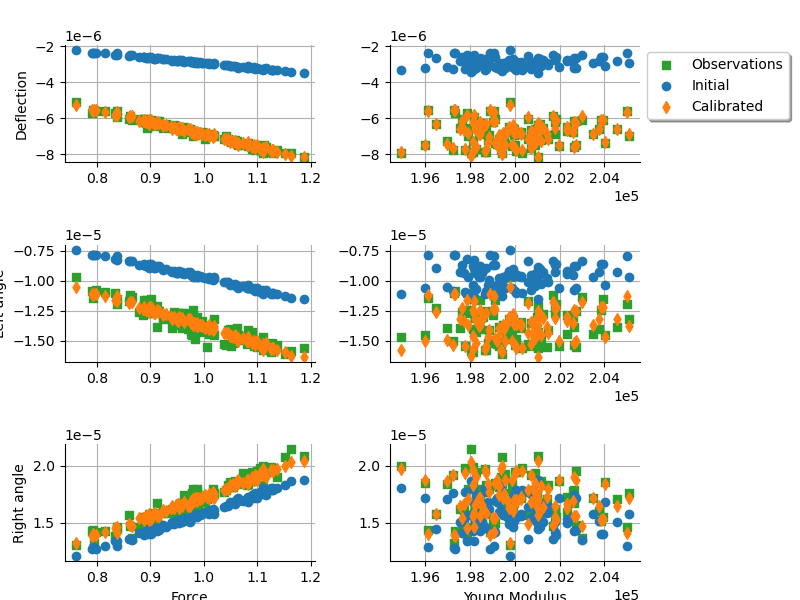 1e−6
1e−6
−2
−4
−6
−8
Deflection
0.8 0.9 1.0 1.1 1.2
−2
−4
−6
−8
1.96 1.98 2.00 2.02 2.04
1e5
Observations
Initial
Calibrated
1e−5
1e−5
−0.75
−1.00
−1.25
−1.50
Left angle
0.8 0.9 1.0 1.1 1.2
−0.75
−1.00
−1.25
−1.50
1.96 1.98 2.00 2.02 2.04
1e5
1e−5
1e−5
2.0
1.5
Right angle
0.8 0.9 1.0 1.1 1.2
Force
2.0
1.5
1.96 1.98 2.00 2.02 2.04
1e5
Young Modulus